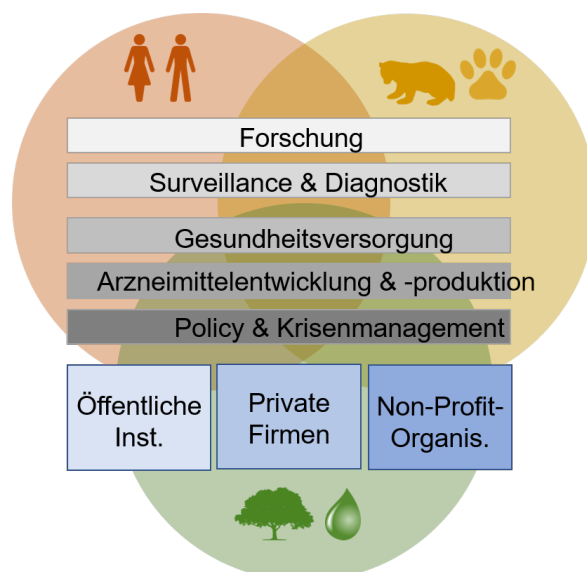 Forschung
Surveillance & Diagnostik
Gesundheitsversorgung
Arzneimittelentwicklung & -produktion
Policy & Krisenmanagement
Öffentliche
Inst.
Private
Firmen
Non-Profit-
Organis.